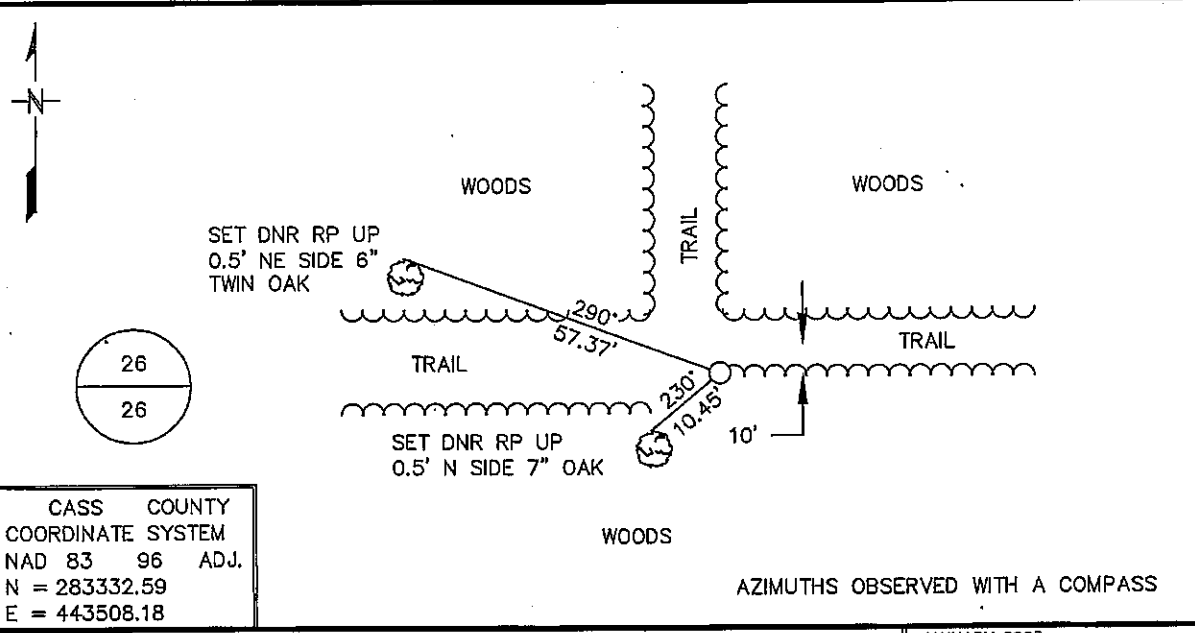 N
WOODS
WOODS
SET DNR RP UP
0.5' NE SIDE 6"
TWIN OAK
TRAIL
290°
57.37'
TRAIL
TRAIL
26
26
230°
10.45'
10'
SET DNR RP UP
0.5' N SIDE 7" OAK
CASS COUNTY
COORDINATE SYSTEM
NAD 83 96 ADJ.
N = 283332.59
E = 443508.18
WOODS
AZIMUTHS OBSERVED WITH A COMPASS